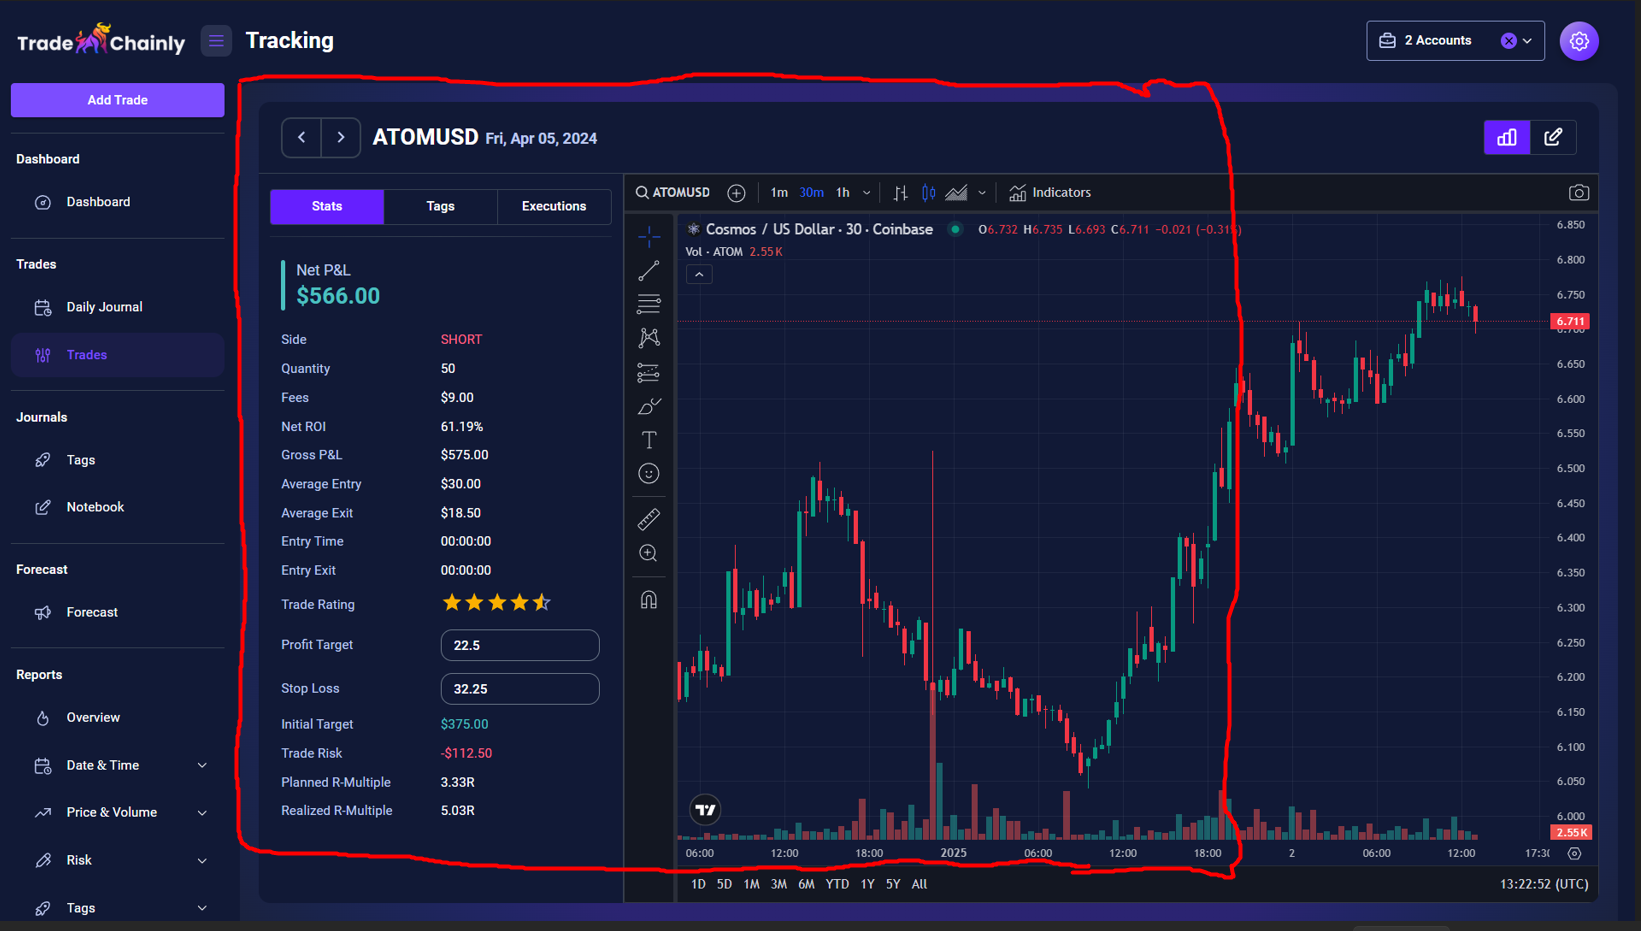 Trade Chainly
Tracking
2 Accounts
Add Trade
Dashboard
Dashboard
Trades
Daily Journal
Trades
Journals
Tags
Notebook
Forecast
Forecast
Reports
Overview
Date & Time
Price & Volume
Risk
Tags
ATOMUSD Fri, Apr 05, 2024
Stats Tags Executions
Net P&L
$566.00
Side SHORT
Quantity 50
Fees $9.00
Net ROI 61.19%
Gross P&L $575.00
Average Entry $30.00
Average Exit $18.50
Entry Time 00:00:00
Entry Exit 00:00:00
Trade Rating
Profit Target 22.5
Stop Loss 32.25
Initial Target $375.00
Trade Risk -$112.50
Planned R-Multiple 3.33R
Realized R-Multiple 5.03R
ATOMUSD 1m 30m 1h Indicators
Cosmos / US Dollar · 30 · Coinbase O6.732 H6.735 L6.693 C6.711 −0.021 (−0.31%)
Vol · ATOM 2.55K
6.850
6.800
6.750
6.711
6.700
6.650
6.600
6.550
6.500
6.450
6.400
6.350
6.300
6.250
6.200
6.150
6.100
6.050
6.000
2.55K
06:00 12:00 18:00 2025 06:00 12:00 18:00 2 06:00 12:00 17:30
1D 5D 1M 3M 6M YTD 1Y 5Y All
13:22:52 (UTC)